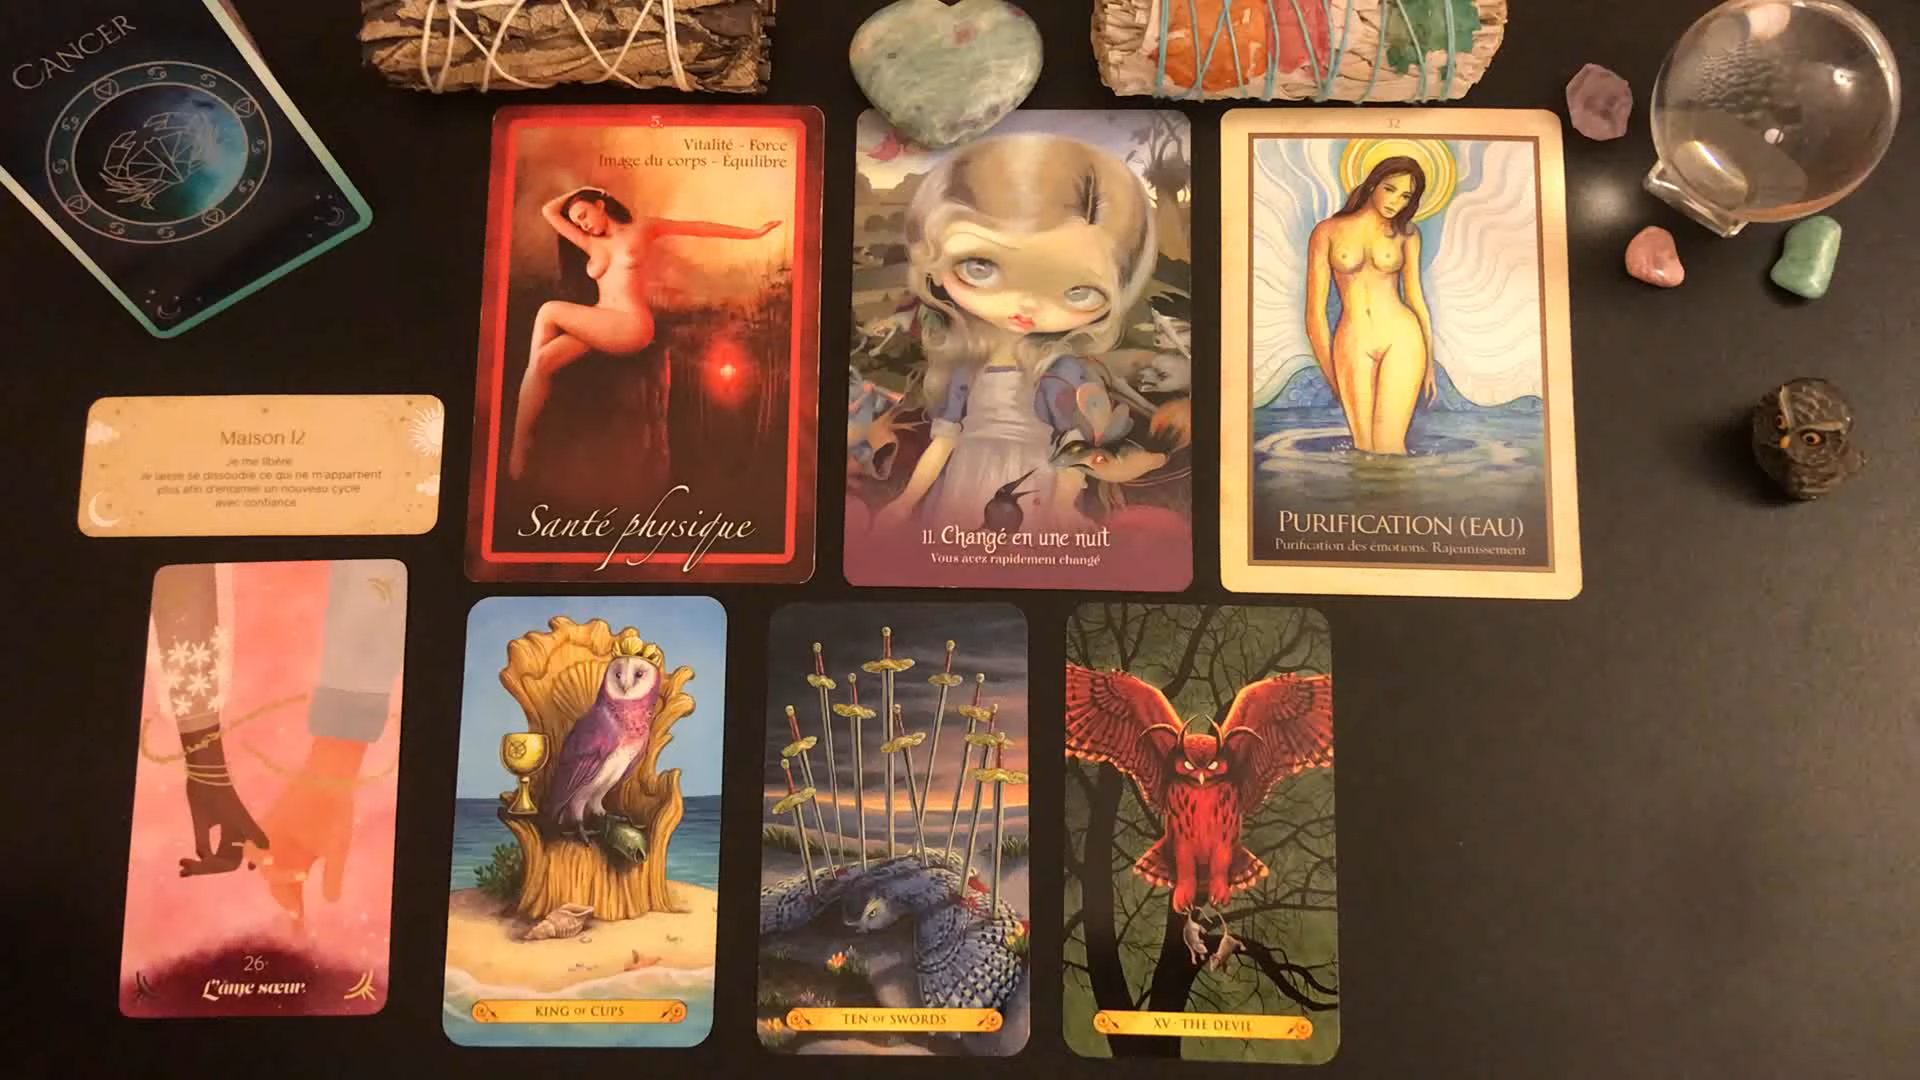 CANCER
5.
Vitalité - Force
Image du corps - Équilibre
Santé physique
11. Changé en une nuit
Vous avez rapidement changé
32
PURIFICATION (EAU)
Purification des émotions. Rajeunissement
Maison 12
Je me libère
Je laisse se dissoudre ce qui ne m'appartient
plus afin d'entamer un nouveau cycle
avec confiance
26.
L'âme sœur.
KING OF CUPS
TEN OF SWORDS
XV · THE DEVIL